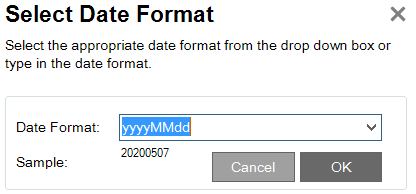 Select Date Format
Select the appropriate date format from the drop down box or
type in the date format.
Date Format: yyyyMMdd
Sample: 20200507
Cancel OK